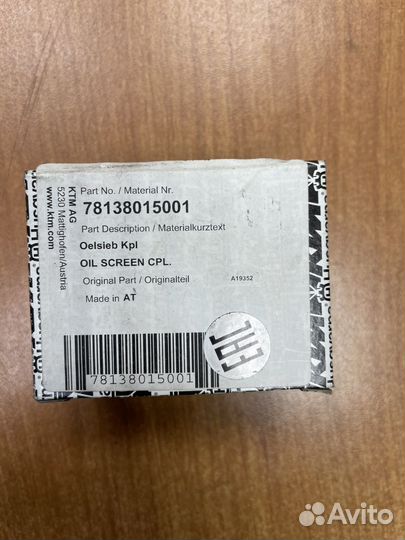 KTM AG
5230 Mattighofen/Austria
www.ktm.com
Part No. / Material Nr.
78138015001
Part Description / Materialkurztext
Oelsieb Kpl
OIL SCREEN CPL.
Original Part / Originalteil
A19352
Made in AT
EAC
78138015001
KTM
Avito